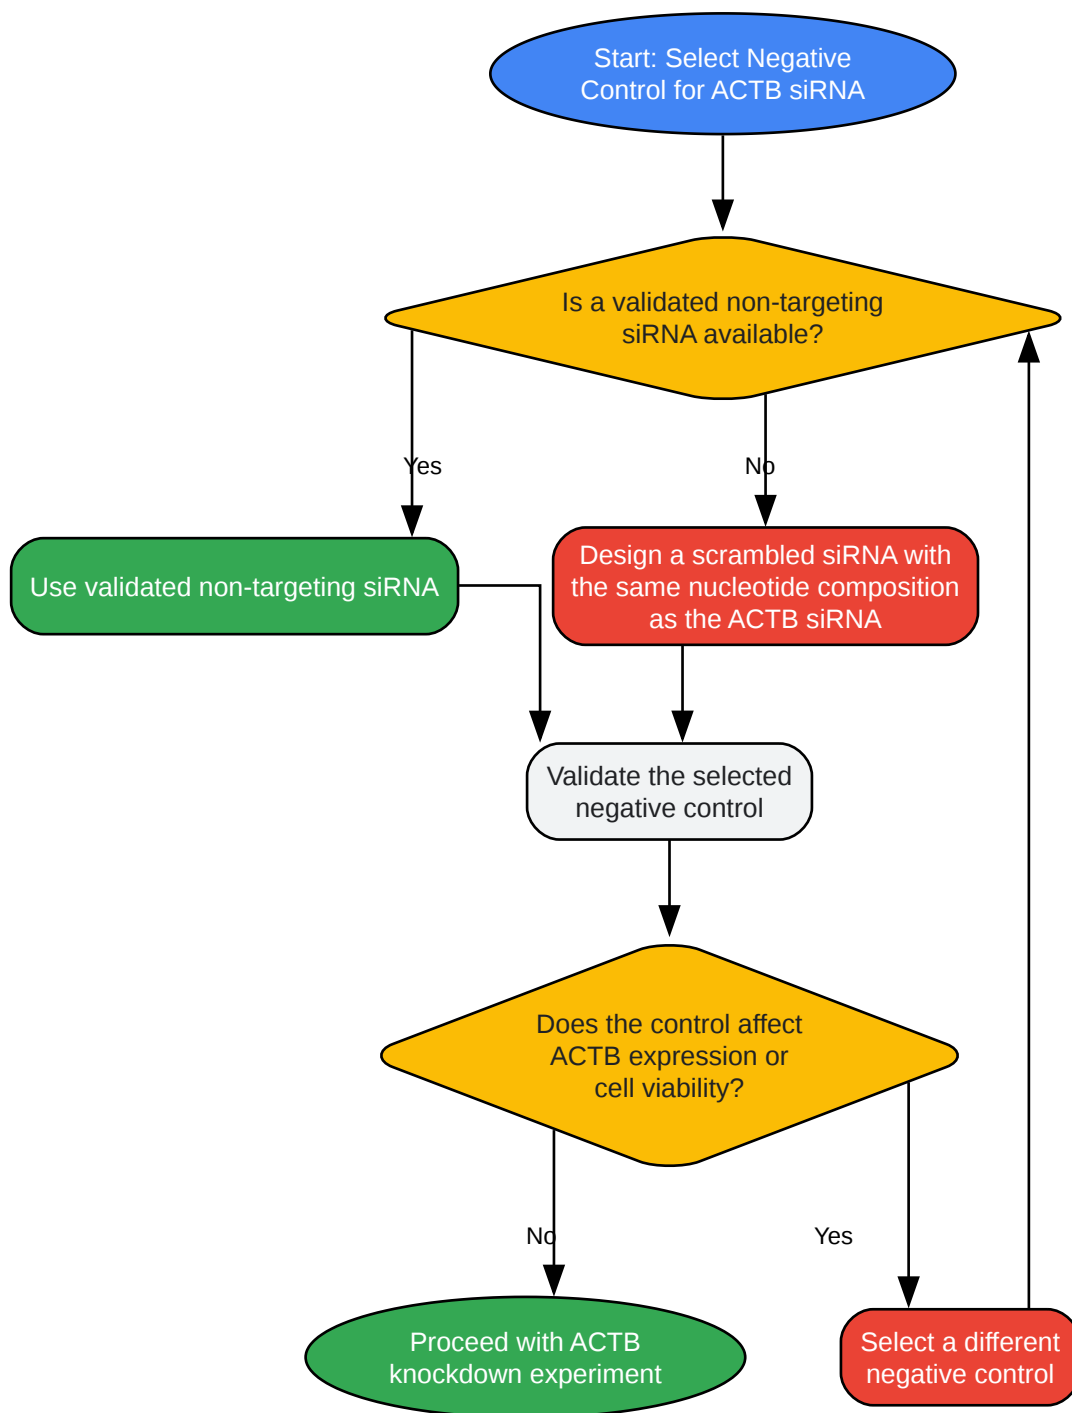 Start: Select Negative
Control for ACTB siRNA
Is a validated non-targeting
siRNA available?
Yes
No
Use validated non-targeting siRNA
Design a scrambled siRNA with
the same nucleotide composition
as the ACTB siRNA
Validate the selected
negative control
Does the control affect
ACTB expression or
cell viability?
No
Yes
Proceed with ACTB
knockdown experiment
Select a different
negative control